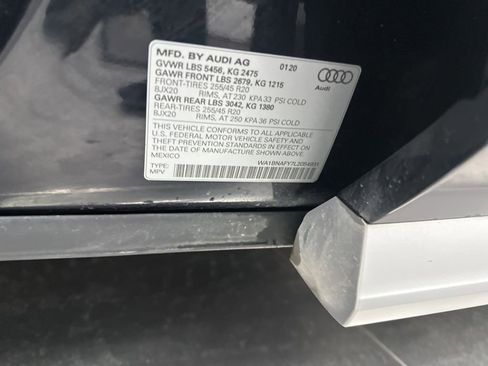 MFD. BY AUDI AG 0120
GVWR LBS 5456, KG 2475
GAWR FRONT LBS 2679, KG 1215
FRONT-TIRES 255/45 R20
BJX20 RIMS, AT 230 KPA 33 PSI COLD
GAWR REAR LBS 3042, KG 1380
REAR-TIRES 255/45 R20
BJX20 RIMS, AT 250 KPA 36 PSI COLD
Audi
THIS VEHICLE CONFORMS TO ALL APPLICABLE
U.S. FEDERAL MOTOR VEHICLE SAFETY AND
THEFT PREVENTION STANDARDS IN EFFECT ON
THE DATE OF MANUFACTURE SHOWN ABOVE
MEXICO
TYPE:
MPV